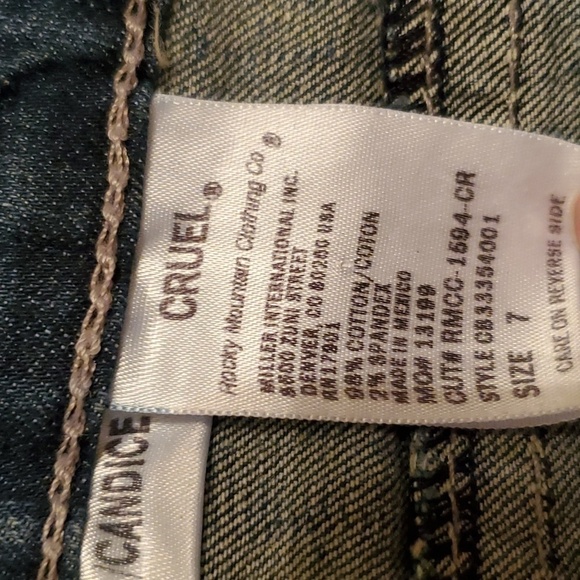 CRUEL®
Rocky Mountain Clothing Co®
MILLER INTERNATIONAL INC.
8500 ZUNI STREET
DENVER, CO 80260 USA
RN17801
98% COTTON/COTON
2% SPANDEX
MADE IN MEXICO
MO# 13199
CUT# RMCC-1594-CR
STYLE CB33354001
SIZE 7
CARE ON REVERSE SIDE
/CANDICE